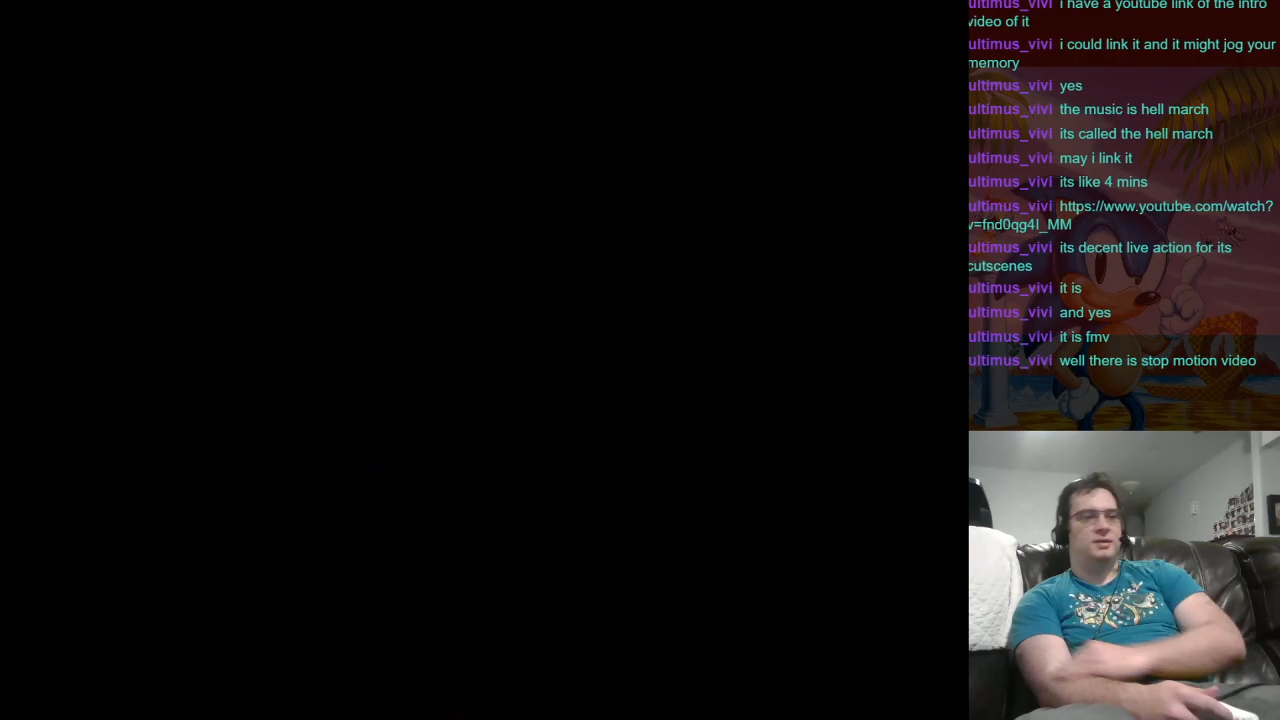 ultimus_vivi i have a youtube link of the intro
video of it
ultimus_vivi i could link it and it might jog your
memory
ultimus_vivi yes
ultimus_vivi the music is hell march
ultimus_vivi its called the hell march
ultimus_vivi may i link it
ultimus_vivi its like 4 mins
ultimus_vivi https://www.youtube.com/watch?
v=fnd0qg4I_MM
ultimus_vivi its decent live action for its
cutscenes
ultimus_vivi it is
ultimus_vivi and yes
ultimus_vivi it is fmv
ultimus_vivi well there is stop motion video